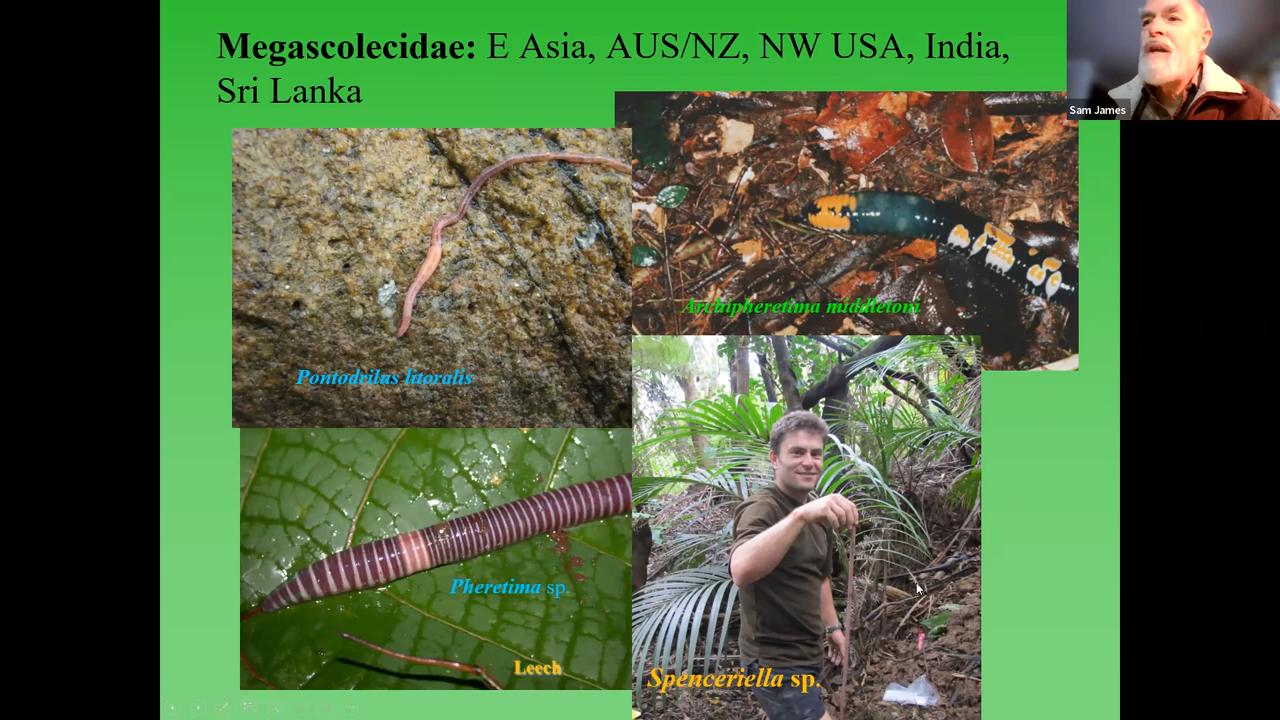 Megascolecidae: E Asia, AUS/NZ, NW USA, India,
Sri Lanka
Sam James
Archipheretima middletoni
Pontodrilus litoralis
Pheretima sp.
Leech
Spenceriella sp.